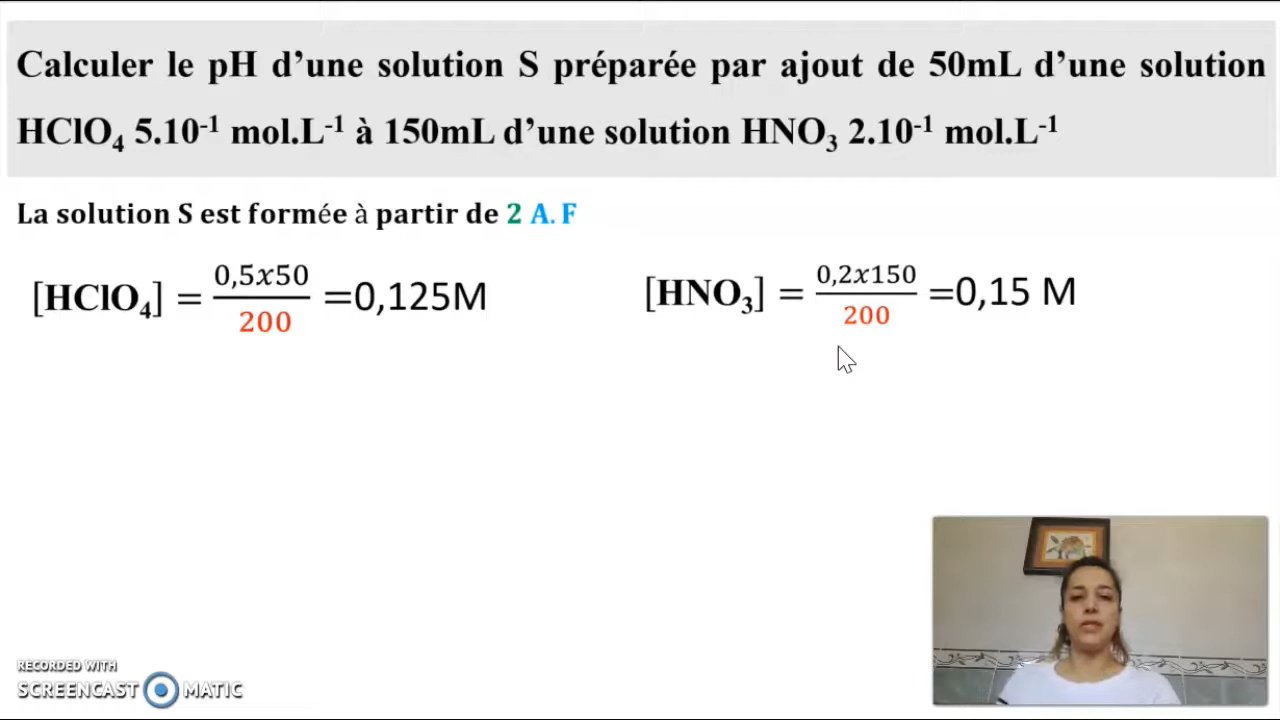 Calculer le pH d’une solution S préparée par ajout de 50mL d’une solution
HClO₄ 5.10⁻¹ mol.L⁻¹ à 150mL d’une solution HNO₃ 2.10⁻¹ mol.L⁻¹
La solution S est formée à partir de 2 A. F
[HClO₄] = 0,5x50/200 =0,125M
[HNO₃] = 0,2x150/200 =0,15 M
RECORDED WITH
SCREENCAST MATIC